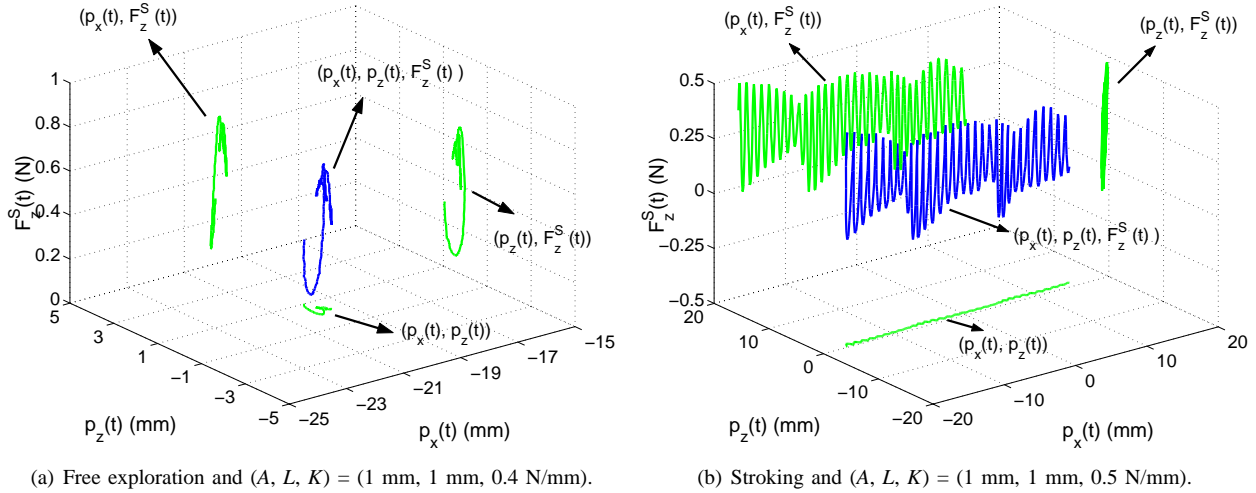 (p_x(t), F_z^S(t))
(p_x(t), p_z(t), F_z^S(t) )
(p_z(t), F_z^S(t))
(p_x(t), p_z(t))
1
0.8
0.6
0.4
0.2
0
F_z^S(t) (N)
5
3
1
−1
−3
−5
p_z(t) (mm)
−25
−23
−21
−19
−17
−15
p_x(t) (mm)
(a) Free exploration and (A, L, K) = (1 mm, 1 mm, 0.4 N/mm).
(p_x(t), F_z^S(t))
(p_z(t), F_z^S(t))
(p_x(t), p_z(t), F_z^S(t) )
(p_x(t), p_z(t))
0.5
0.25
0
−0.25
−0.5
F_z^S(t) (N)
20
10
0
−10
−20
p_z(t) (mm)
−20
−10
0
10
20
p_x(t) (mm)
(b) Stroking and (A, L, K) = (1 mm, 1 mm, 0.5 N/mm).